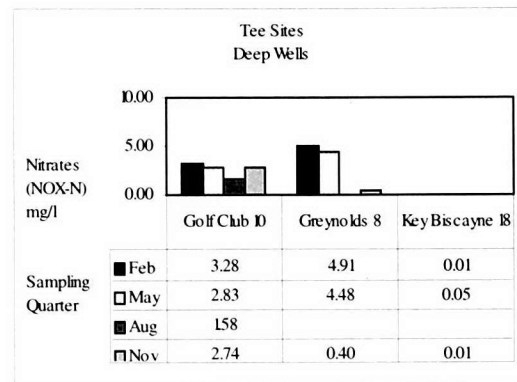 Tee Sites
Deep Wells
10.00
5.00
0.00
Nitrates
(NOX-N)
mg/l
Golf Club 10 Greynolds 8 Key Biscayne 18
Sampling
Quarter
Feb 3.28 4.91 0.01
May 2.83 4.48 0.05
Aug 1.58
Nov 2.74 0.40 0.01